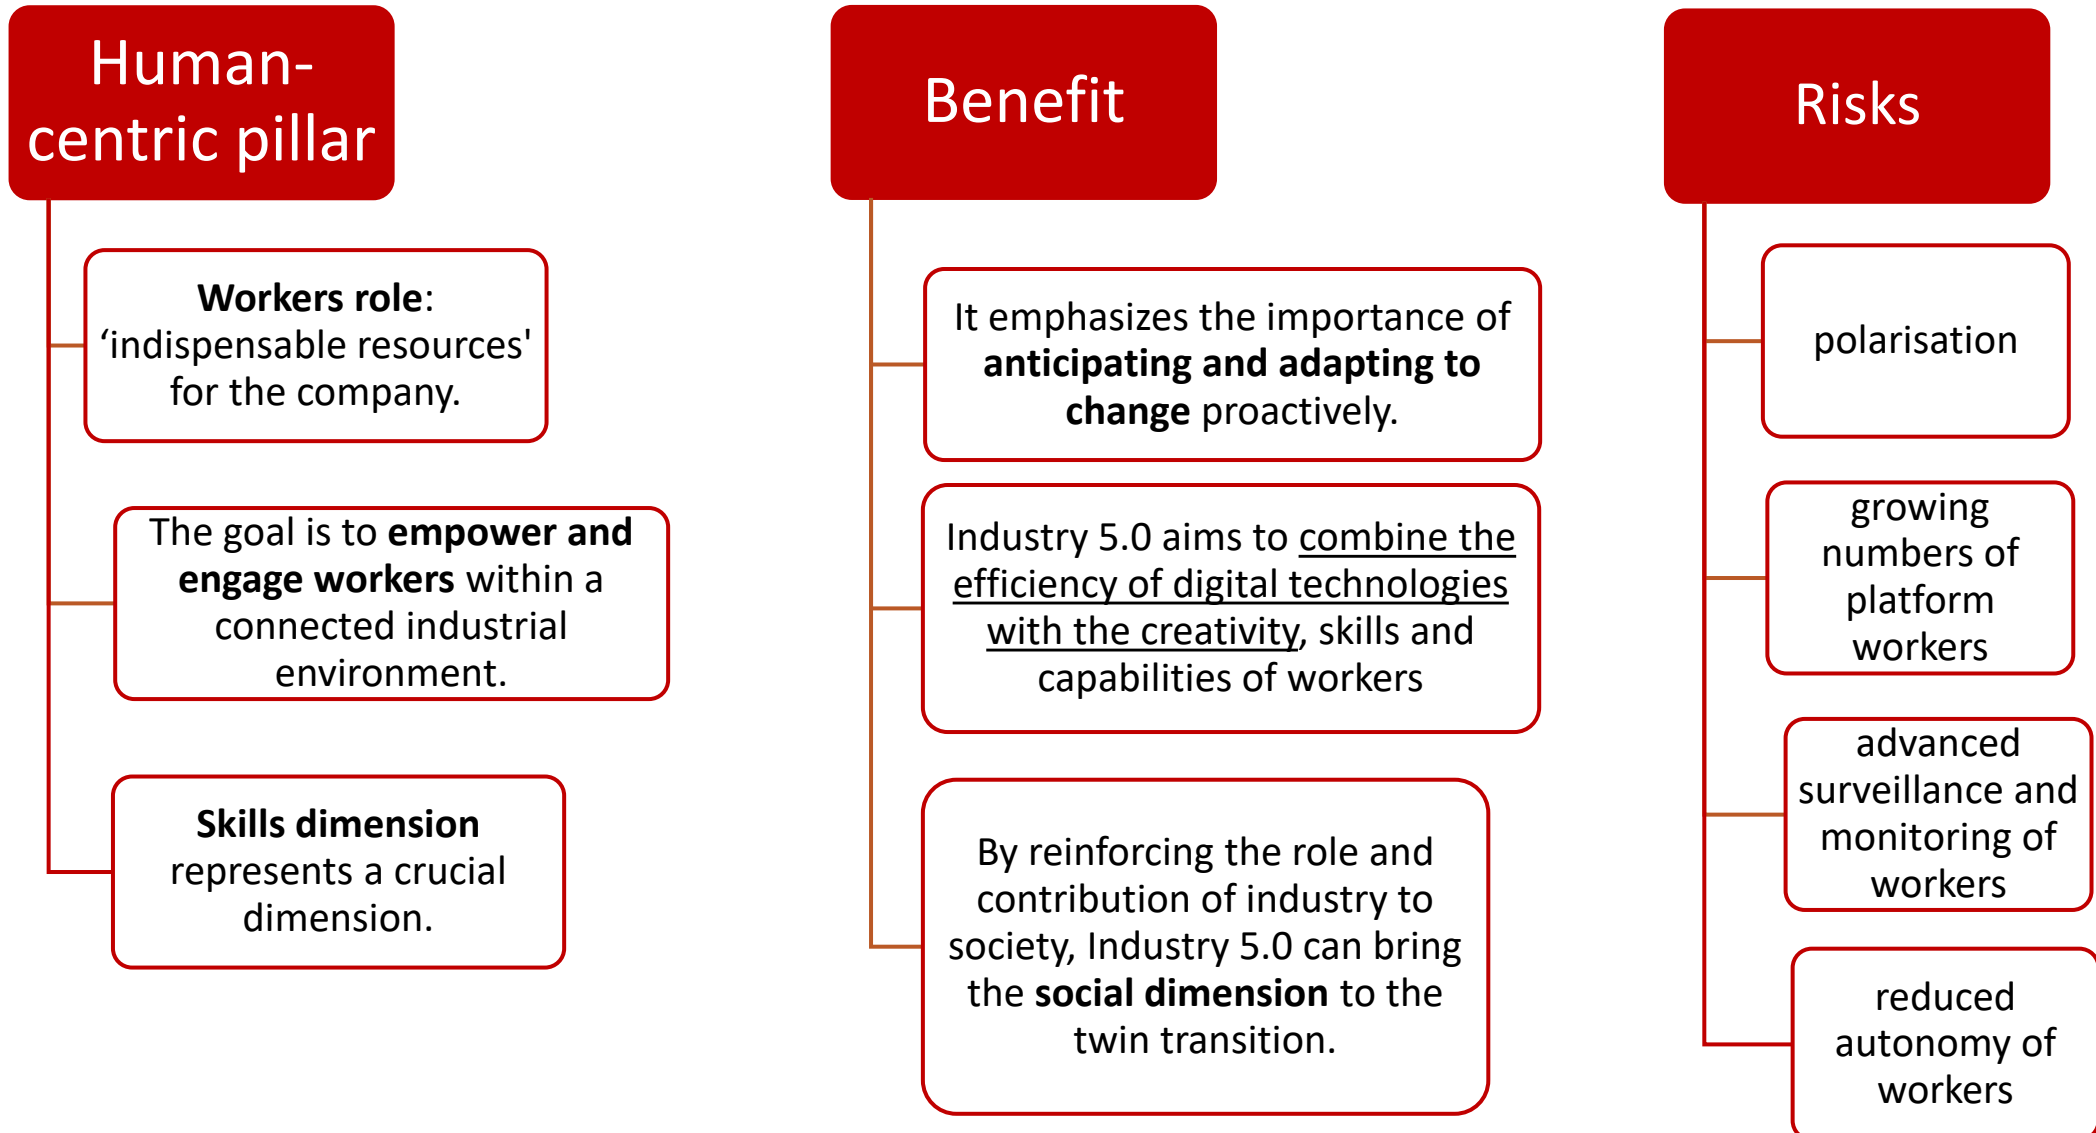 Human-
centric pillar
Workers role:
‘indispensable resources'
for the company.
The goal is to empower and
engage workers within a
connected industrial
environment.
Skills dimension
represents a crucial
dimension.
Benefit
It emphasizes the importance of
anticipating and adapting to
change proactively.
Industry 5.0 aims to combine the
efficiency of digital technologies
with the creativity, skills and
capabilities of workers
By reinforcing the role and
contribution of industry to
society, Industry 5.0 can bring
the social dimension to the
twin transition.
Risks
polarisation
growing
numbers of
platform
workers
advanced
surveillance and
monitoring of
workers
reduced
autonomy of
workers